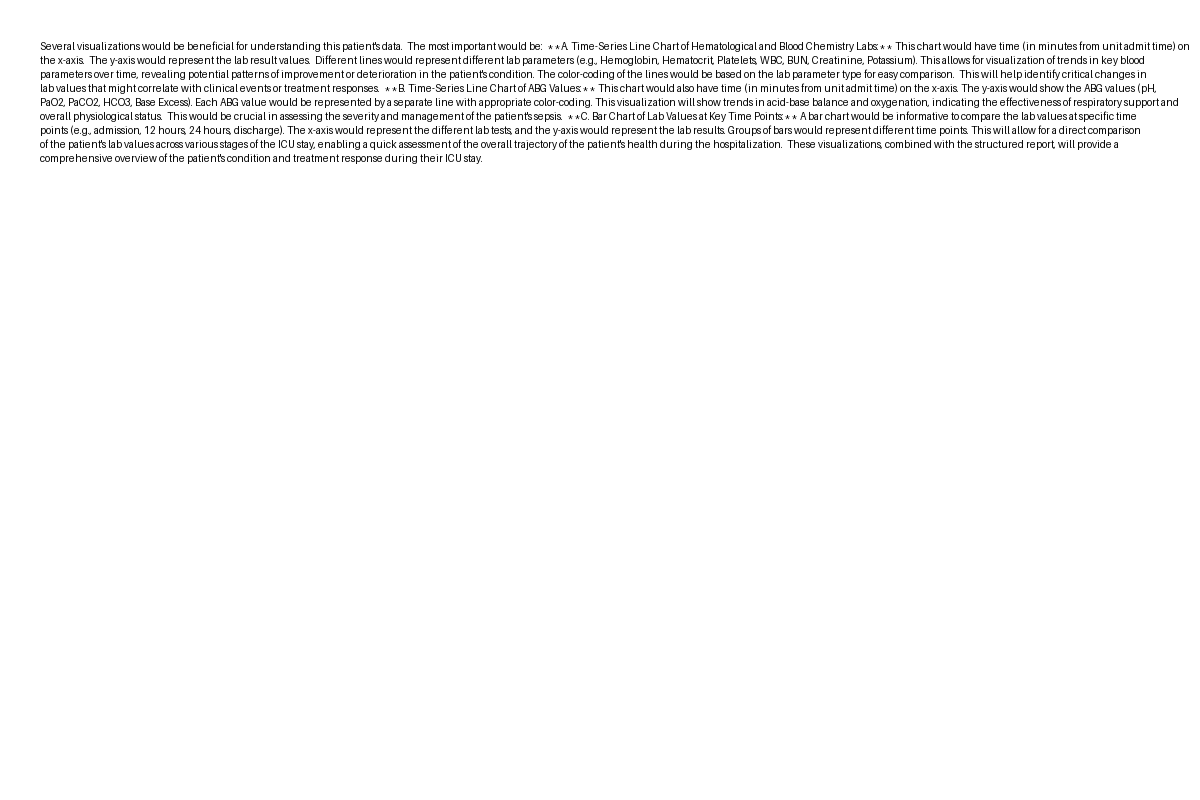 Several visualizations would be beneficial for understanding this patient's data.  The most important would be:  **A. Time-Series Line Chart of Hematological and Blood Chemistry Labs:** This chart would have time (in minutes from unit admit time) on
the x-axis.  The y-axis would represent the lab result values.  Different lines would represent different lab parameters (e.g., Hemoglobin, Hematocrit, Platelets, WBC, BUN, Creatinine, Potassium). This allows for visualization of trends in key blood
parameters over time, revealing potential patterns of improvement or deterioration in the patient's condition. The color-coding of the lines would be based on the lab parameter type for easy comparison.  This will help identify critical changes in
lab values that might correlate with clinical events or treatment responses.  **B. Time-Series Line Chart of ABG Values:** This chart would also have time (in minutes from unit admit time) on the x-axis. The y-axis would show the ABG values (pH,
PaO2, PaCO2, HCO3, Base Excess). Each ABG value would be represented by a separate line with appropriate color-coding. This visualization will show trends in acid-base balance and oxygenation, indicating the effectiveness of respiratory support and
overall physiological status.  This would be crucial in assessing the severity and management of the patient's sepsis.  **C. Bar Chart of Lab Values at Key Time Points:** A bar chart would be informative to compare the lab values at specific time
points (e.g., admission, 12 hours, 24 hours, discharge). The x-axis would represent the different lab tests, and the y-axis would represent the lab results. Groups of bars would represent different time points. This will allow for a direct comparison
of the patient's lab values across various stages of the ICU stay, enabling a quick assessment of the overall trajectory of the patient's health during the hospitalization.  These visualizations, combined with the structured report, will provide a
comprehensive overview of the patient's condition and treatment response during their ICU stay.